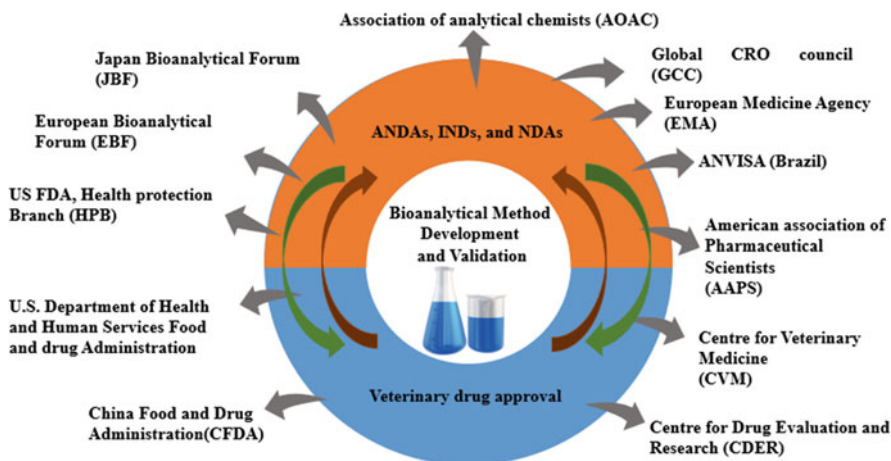 Association of analytical chemists (AOAC)
Japan Bioanalytical Forum
(JBF)
Global CRO council
(GCC)
European Bioanalytical
Forum (EBF)
European Medicine Agency
(EMA)
ANDAs, INDs, and NDAs
ANVISA (Brazil)
US FDA, Health protection
Branch (HPB)
Bioanalytical Method
Development
and Validation
American association of
Pharmaceutical
Scientists
(AAPS)
U.S. Department of Health
and Human Services Food
and drug Administration
Centre for Veterinary
Medicine
(CVM)
Veterinary drug approval
China Food and Drug
Administration(CFDA)
Centre for Drug Evaluation and
Research (CDER)